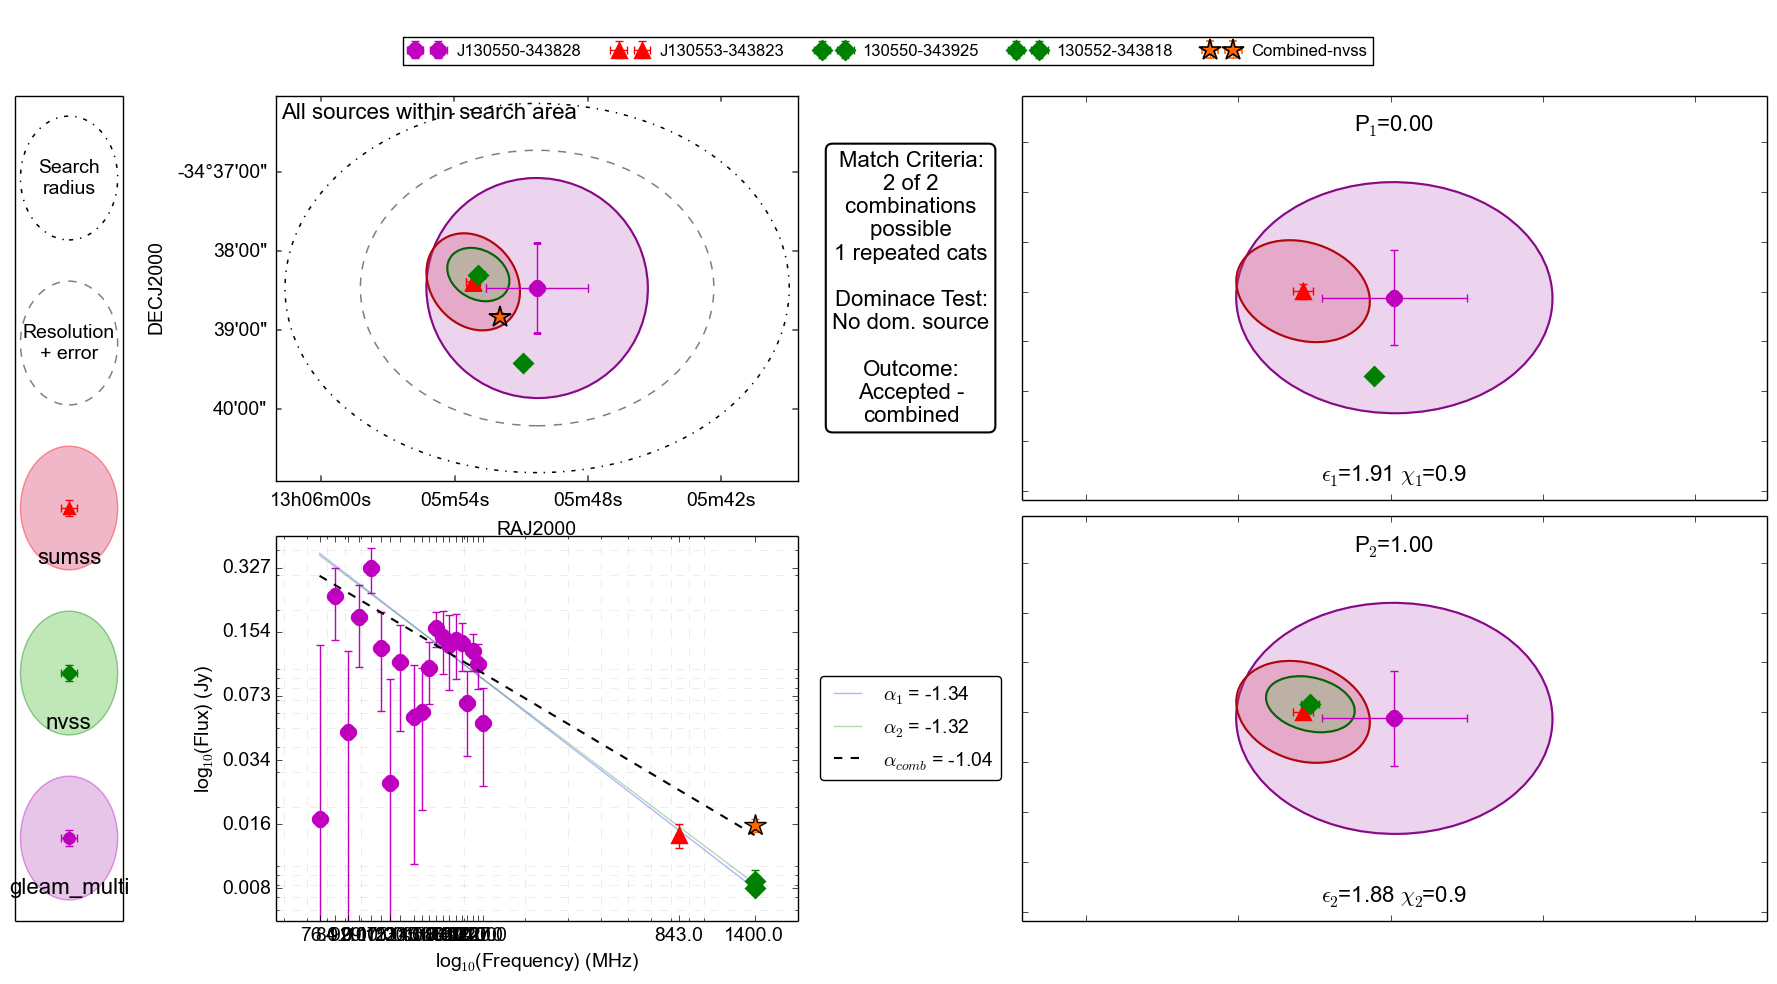 J130550-343828 J130553-343823 130550-343925 130552-343818 Combined-nvss
Search
radius
Resolution
+ error
sumss
nvss
gleam_multi
All sources within search area
DECJ2000
-34°37'00"
38'00"
39'00"
40'00"
13h06m00s 05m54s 05m48s 05m42s
RAJ2000
Match Criteria:
2 of 2
combinations
possible
1 repeated cats
Dominace Test:
No dom. source
Outcome:
Accepted -
combined
P1=0.00
ϵ1=1.91 χ1=0.9
P2=1.00
ϵ2=1.88 χ2=0.9
log10(Flux) (Jy)
0.327
0.154
0.073
0.034
0.016
0.008
843.0 1400.0
log10(Frequency) (MHz)
α1 = -1.34
α2 = -1.32
αcomb = -1.04